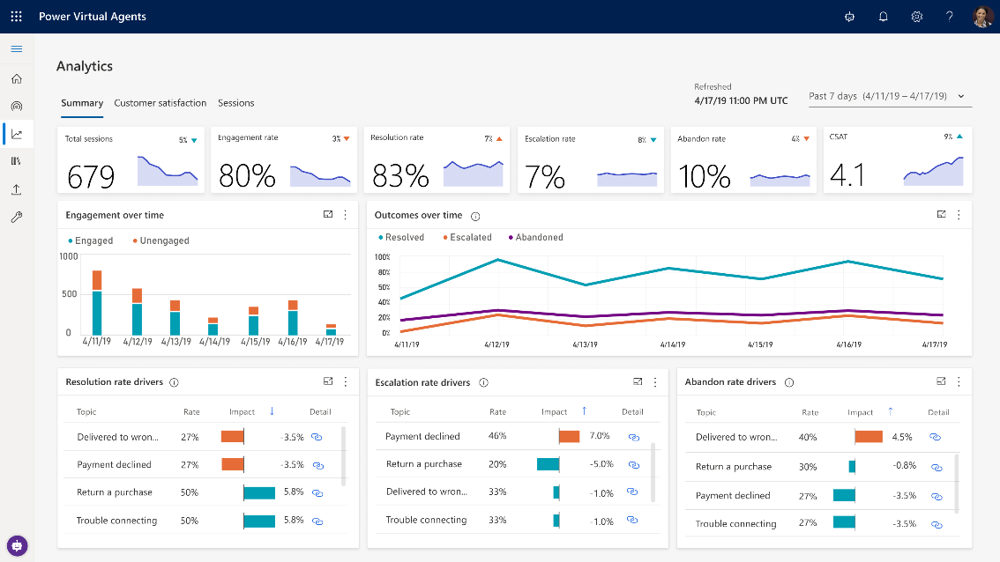 Power Virtual Agents
?
Analytics
Summary Customer satisfaction Sessions
Refreshed
4/17/19 11:00 PM UTC
Past 7 days (4/11/19 – 4/17/19)
Total sessions 5%
679
Engagement rate 3%
80%
Resolution rate 7%
83%
Escalation rate 8%
7%
Abandon rate 4%
10%
CSAT 9%
4.1
Engagement over time
Engaged Unengaged
1000
500
0
4/11/19 4/12/19 4/13/19 4/14/19 4/15/19 4/16/19 4/17/19
Outcomes over time
Resolved Escalated Abandoned
100%
80%
50%
40%
20%
0%
4/11/19 4/12/19 4/13/19 4/14/19 4/15/19 4/16/19 4/17/19
Resolution rate drivers
Topic Rate Impact Detail
Delivered to wron... 27% -3.5%
Payment declined 27% -3.5%
Return a purchase 50% 5.8%
Trouble connecting 50% 5.8%
Escalation rate drivers
Topic Rate Impact Detail
Payment declined 46% 7.0%
Return a purchase 20% -5.0%
Delivered to wron... 33% -1.0%
Trouble connecting 33% -1.0%
Abandon rate drivers
Topic Rate Impact Detail
Delivered to wron... 40% 4.5%
Return a purchase 30% -0.8%
Payment declined 27% -3.5%
Trouble connecting 27% -3.5%